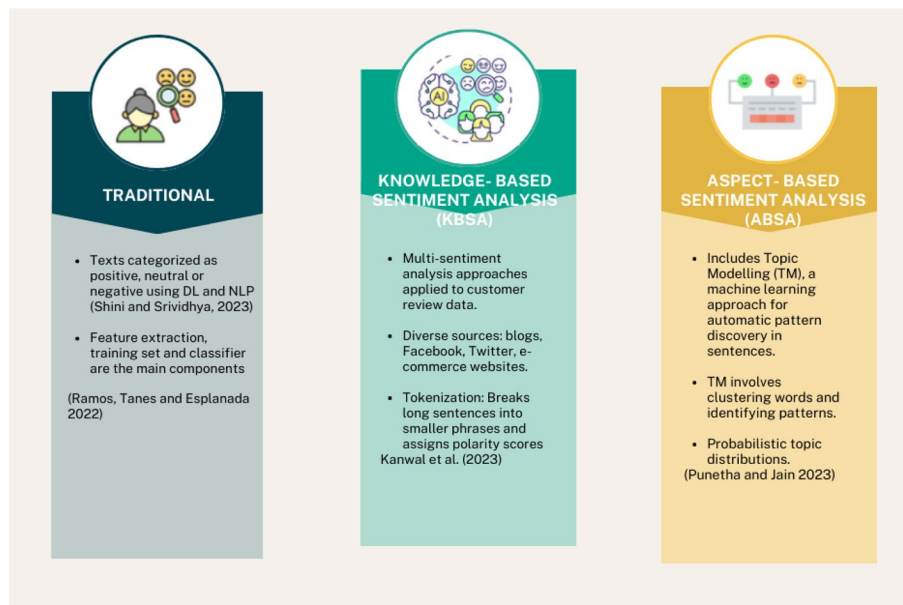 TRADITIONAL
• Texts categorized as
positive, neutral or
negative using DL and NLP
(Shini and Srividhya, 2023)
• Feature extraction,
training set and classifier
are the main components
(Ramos, Tanes and Esplanada
2022)
AI
KNOWLEDGE- BASED
SENTIMENT ANALYSIS
(KBSA)
• Multi-sentiment
analysis approaches
applied to customer
review data.
• Diverse sources: blogs,
Facebook, Twitter, e-
commerce websites.
• Tokenization: Breaks
long sentences into
smaller phrases and
assigns polarity scores
Kanwal et al. (2023)
ASPECT- BASED
SENTIMENT ANALYSIS
(ABSA)
• Includes Topic
Modelling (TM), a
machine learning
approach for
automatic pattern
discovery in
sentences.
• TM involves
clustering words and
identifying patterns.
• Probabilistic topic
distributions.
(Punetha and Jain 2023)